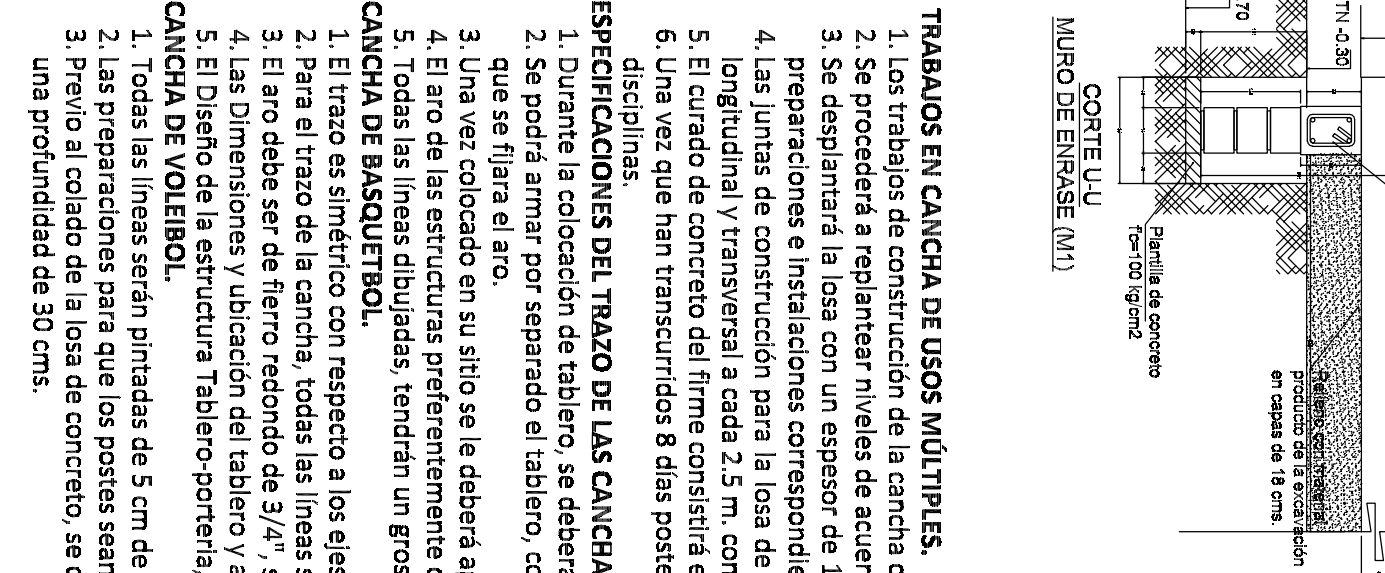 TN -0.30
.70
CORTE U-U
MURO DE ENRASE (M1)
Plantilla de concreto
f'c=100 kg/cm2
Relleno con material
producto de la excavación
en capas de 18 cms.
TRABAJOS EN CANCHA DE USOS MÚLTIPLES.
1. Los trabajos de construcción de la cancha
2. Se procederá a replantear niveles de
3. Se desplantará la losa con un espesor de 1
preparaciones e instalaciones
4. Las juntas de construcción para la losa de
longitudinal y transversal a cada 2.5 m. con
5. El curado de concreto del firme consistirá
6. Una vez que han transcurridos 8 días
disciplinas.
ESPECIFICACIONES DEL TRAZO DE LAS CANCHA
1. Durante la colocación de tablero, se
2. Se podrá armar por separado el tablero,
que se fijara el aro.
3. Una vez colocado en su sitio se le deberá
4. El aro de las estructuras preferentemente
5. Todas las líneas dibujadas, tendrán un
CANCHA DE BASQUETBOL.
1. El trazo es simétrico con respecto a los ejes
2. Para el trazo de la cancha, todas las líneas
3. El aro debe ser de fierro redondo de 3/4",
4. Las Dimensiones y ubicación del tablero y
5. El Diseño de la estructura Tablero-porteria,
CANCHA DE VOLEIBOL.
1. Todas las líneas serán pintadas de 5 cm de
2. Las preparaciones para que los postes sean
3. Previo al colado de la losa de concreto, se
una profundidad de 30 cms.